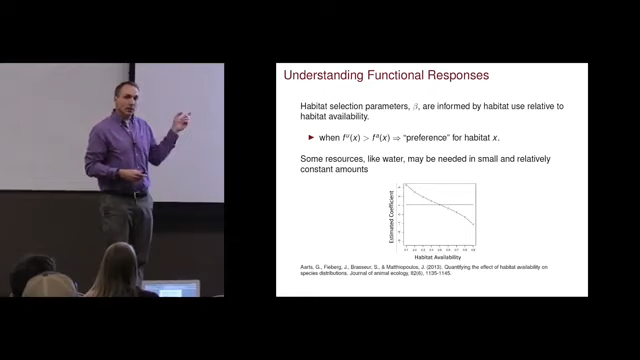 Understanding Functional Responses
Habitat selection parameters, β, are informed by habitat use relative to
habitat availability.
when fᵘ(x) > fᵃ(x) ⇒ “preference” for habitat x.
Some resources, like water, may be needed in small and relatively
constant amounts
Estimated Coefficient
Habitat Availability
Aarts, G., Fieberg, J., Brasseur, S., & Matthiopoulos, J. (2013). Quantifying the effect of habitat availability on
species distributions. Journal of animal ecology, 82(6), 1135-1145.